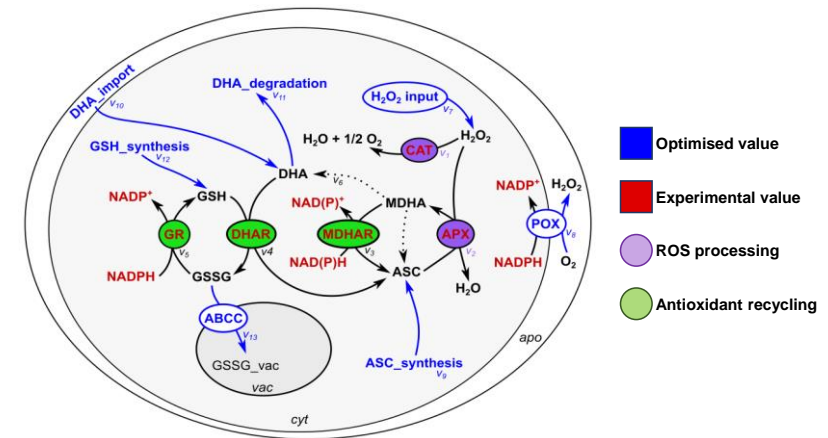 DHA_import
v10
DHA_degradation
v11
H₂O₂ input
v7
GSH_synthesis
v12
H₂O + 1/2 O₂
CAT
v1
H₂O₂
DHA
v6
NADP⁺
GSH
NAD(P)⁺
MDHA
NADP⁺
H₂O₂
GR
v5
DHAR
v4
MDHAR
v3
APX
v2
POX
v8
NADPH
GSSG
NAD(P)H
ASC
H₂O
NADPH
O₂
ABCC
v13
GSSG_vac
vac
ASC_synthesis
v9
apo
cyt
Optimised value
Experimental value
ROS processing
Antioxidant recycling